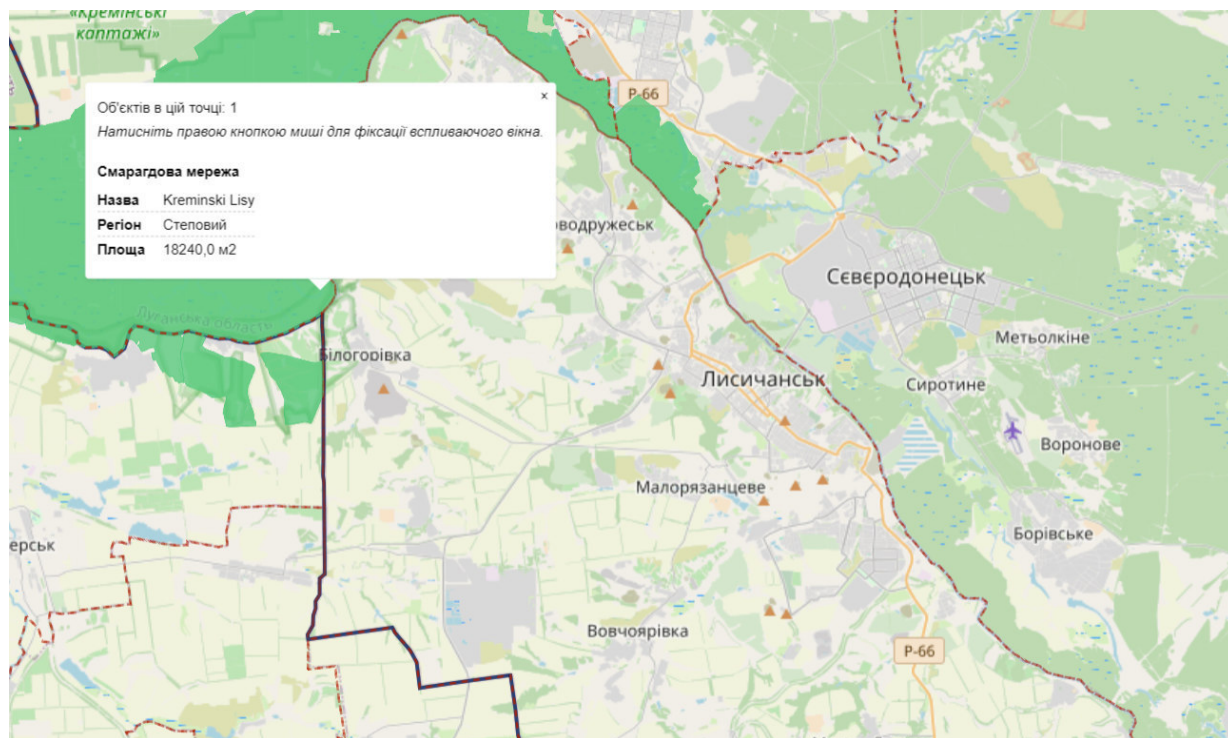 «Кремінські
каптажі»
Р-66
Об'єктів в цій точці: 1
×
Натисніть правою кнопкою миші для фіксації вспливаючого вікна.
Смарагдова мережа
Назва Kreminski Lisy
Регіон Степовий
Площа 18240,0 м2
оводружеськ
Сєвєродонецьк
Луганська область
Метьолкіне
Білогорівка
Лисичанськ
Сиротине
Воронове
Малорязанцеве
Борівське
ерськ
Вовчоярівка
Р-66